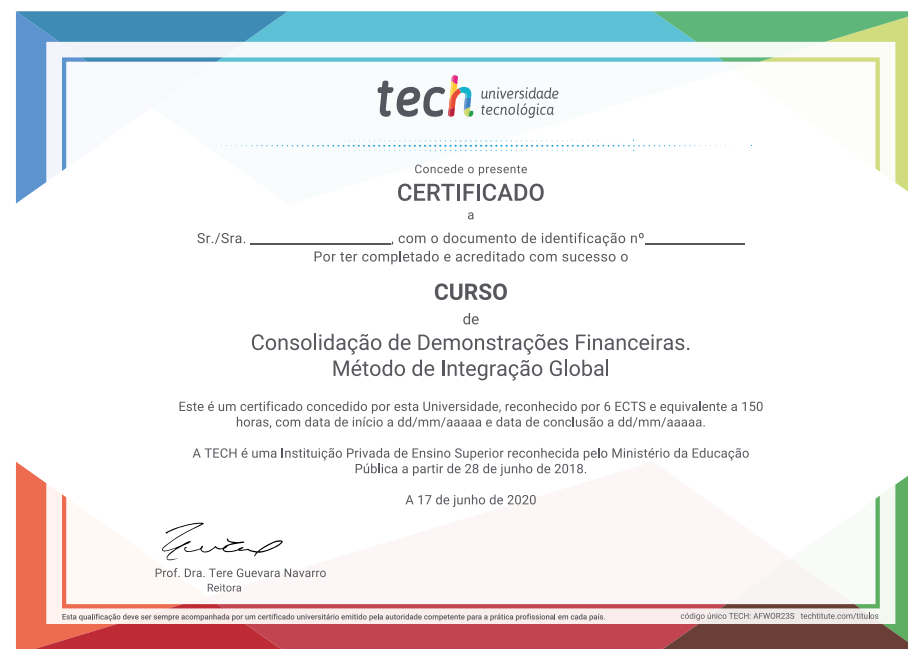 tech universidade
tecnológica
Concede o presente
CERTIFICADO
a
Sr./Sra. ____________________, com o documento de identificação nº______________
Por ter completado e acreditado com sucesso o
CURSO
de
Consolidação de Demonstrações Financeiras.
Método de Integração Global
Este é um certificado concedido por esta Universidade, reconhecido por 6 ECTS e equivalente a 150
horas, com data de início a dd/mm/aaaaa e data de conclusão a dd/mm/aaaaa.
A TECH é uma Instituição Privada de Ensino Superior reconhecida pelo Ministério da Educação
Pública a partir de 28 de junho de 2018.
A 17 de junho de 2020
Prof. Dra. Tere Guevara Navarro
Reitora
Esta qualificação deve ser sempre acompanhada por um certificado universitário emitido pela autoridade competente para a prática profissional em cada país.
código único TECH: AFWOR23S techtitute.com/titulos